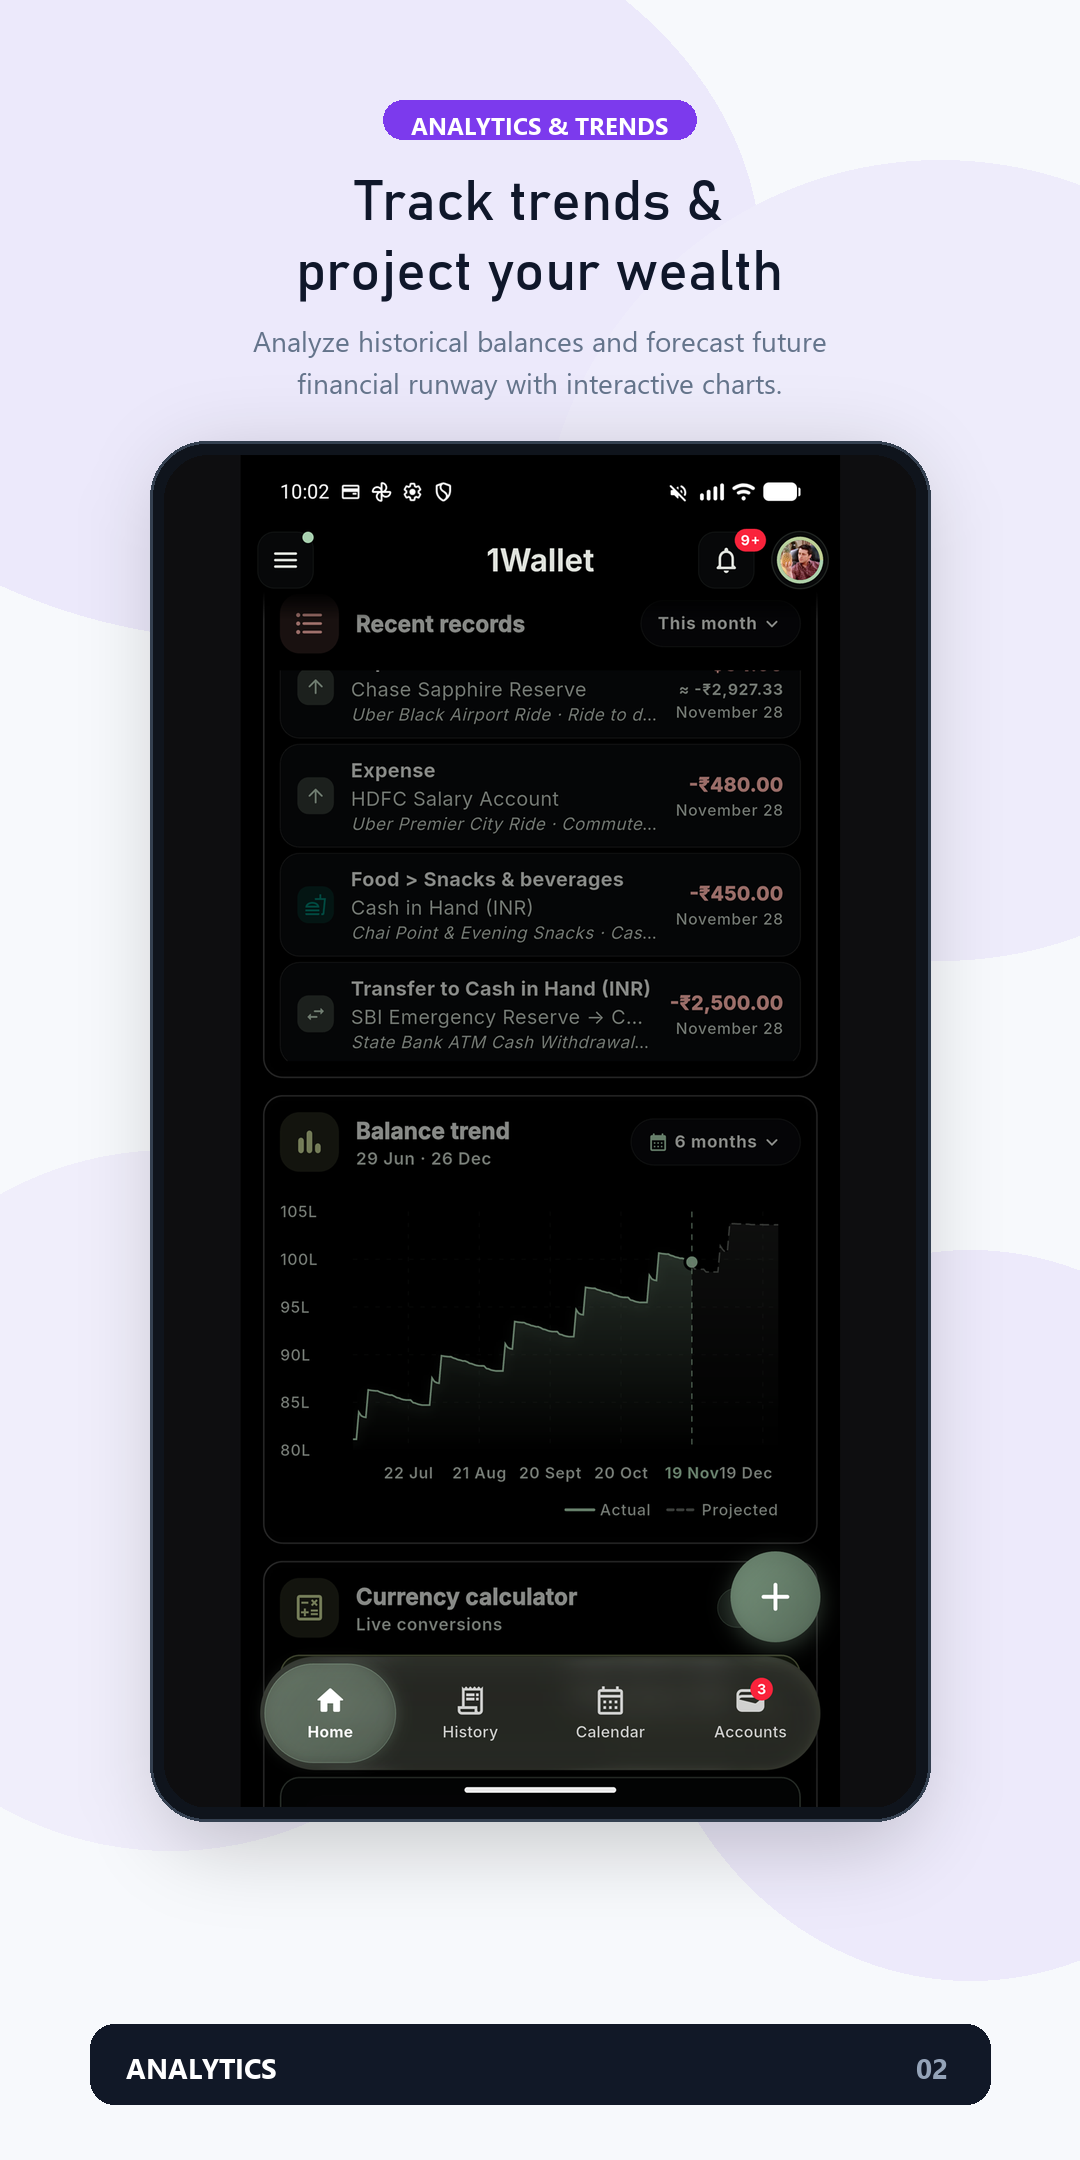 ANALYTICS & TRENDS
Track trends &
project your wealth
Analyze historical balances and forecast future
financial runway with interactive charts.
10:02
1Wallet
9+
Recent records
This month
Chase Sapphire Reserve
≈ -₹2,927.33
Uber Black Airport Ride · Ride to d...
November 28
Expense
-₹480.00
HDFC Salary Account
November 28
Uber Premier City Ride · Commute...
Food > Snacks & beverages
-₹450.00
Cash in Hand (INR)
November 28
Chai Point & Evening Snacks · Cas...
Transfer to Cash in Hand (INR)
-₹2,500.00
SBI Emergency Reserve → C...
November 28
State Bank ATM Cash Withdrawal...
Balance trend
29 Jun · 26 Dec
6 months
105L
100L
95L
90L
85L
80L
22 Jul 21 Aug 20 Sept 20 Oct 19 Nov 19 Dec
Actual Projected
Currency calculator
Live conversions
3
Home History Calendar Accounts
ANALYTICS 02